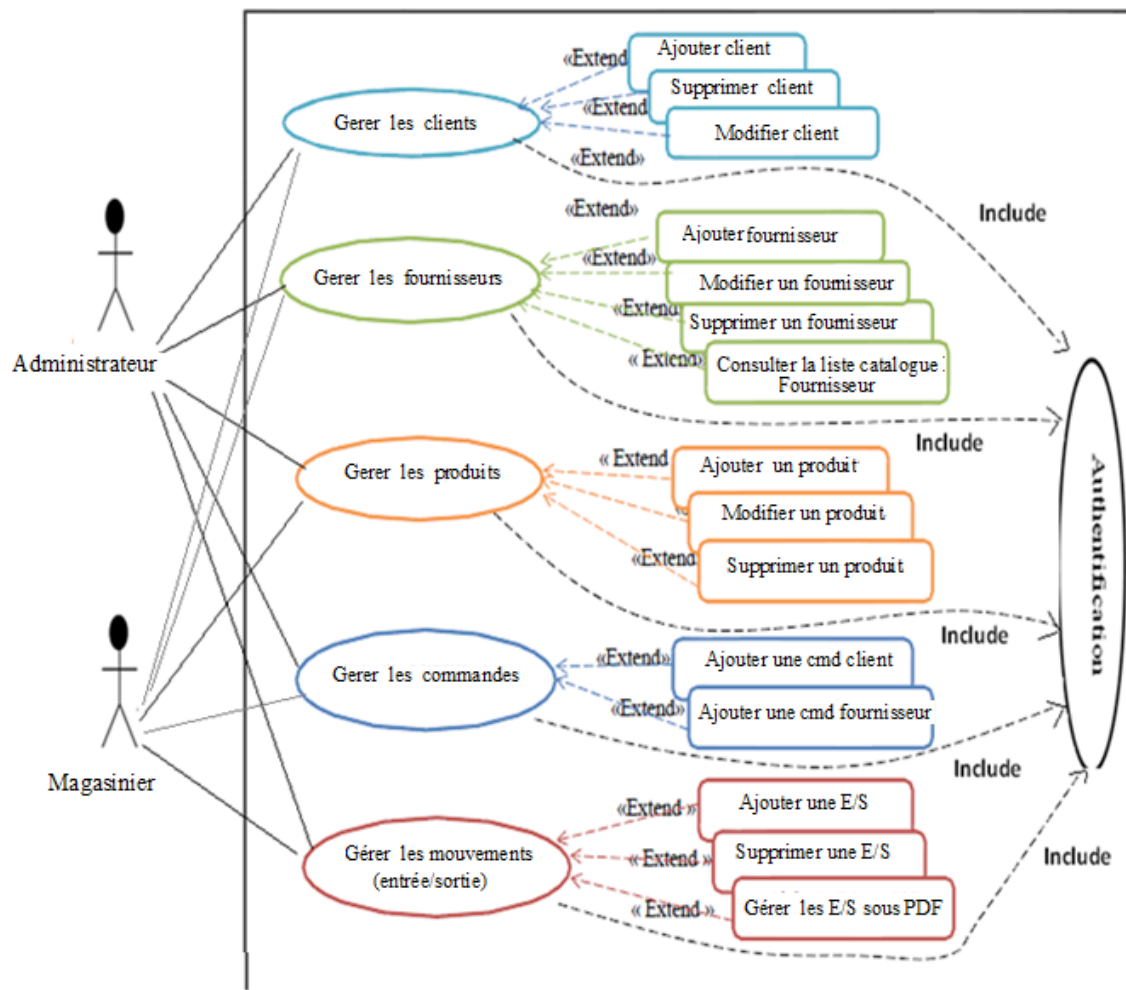 «Extend
Ajouter client
Supprimer client
«Extend
Modifier client
Gerer les clients
«Extend»
Include
«Extend»
Ajouter fournisseur
«Extend»
Modifier un fournisseur
Gerer les fournisseurs
«Extend
Supprimer un fournisseur
« Extend»
Consulter la liste catalogue
Fournisseur
Include
Administrateur
« Extend
Ajouter un produit
Gerer les produits
Modifier un produit
«Extend»
Supprimer un produit
Include
Authentification
«Extend»
Ajouter une cmd client
Gerer les commandes
«Extend»
Ajouter une cmd fournisseur
Include
Magasinier
«Extend »
Ajouter une E/S
Gérer les mouvements
(entrée/sortie)
« Extend »
Supprimer une E/S
« Extend »
Gérer les E/S sous PDF
Include